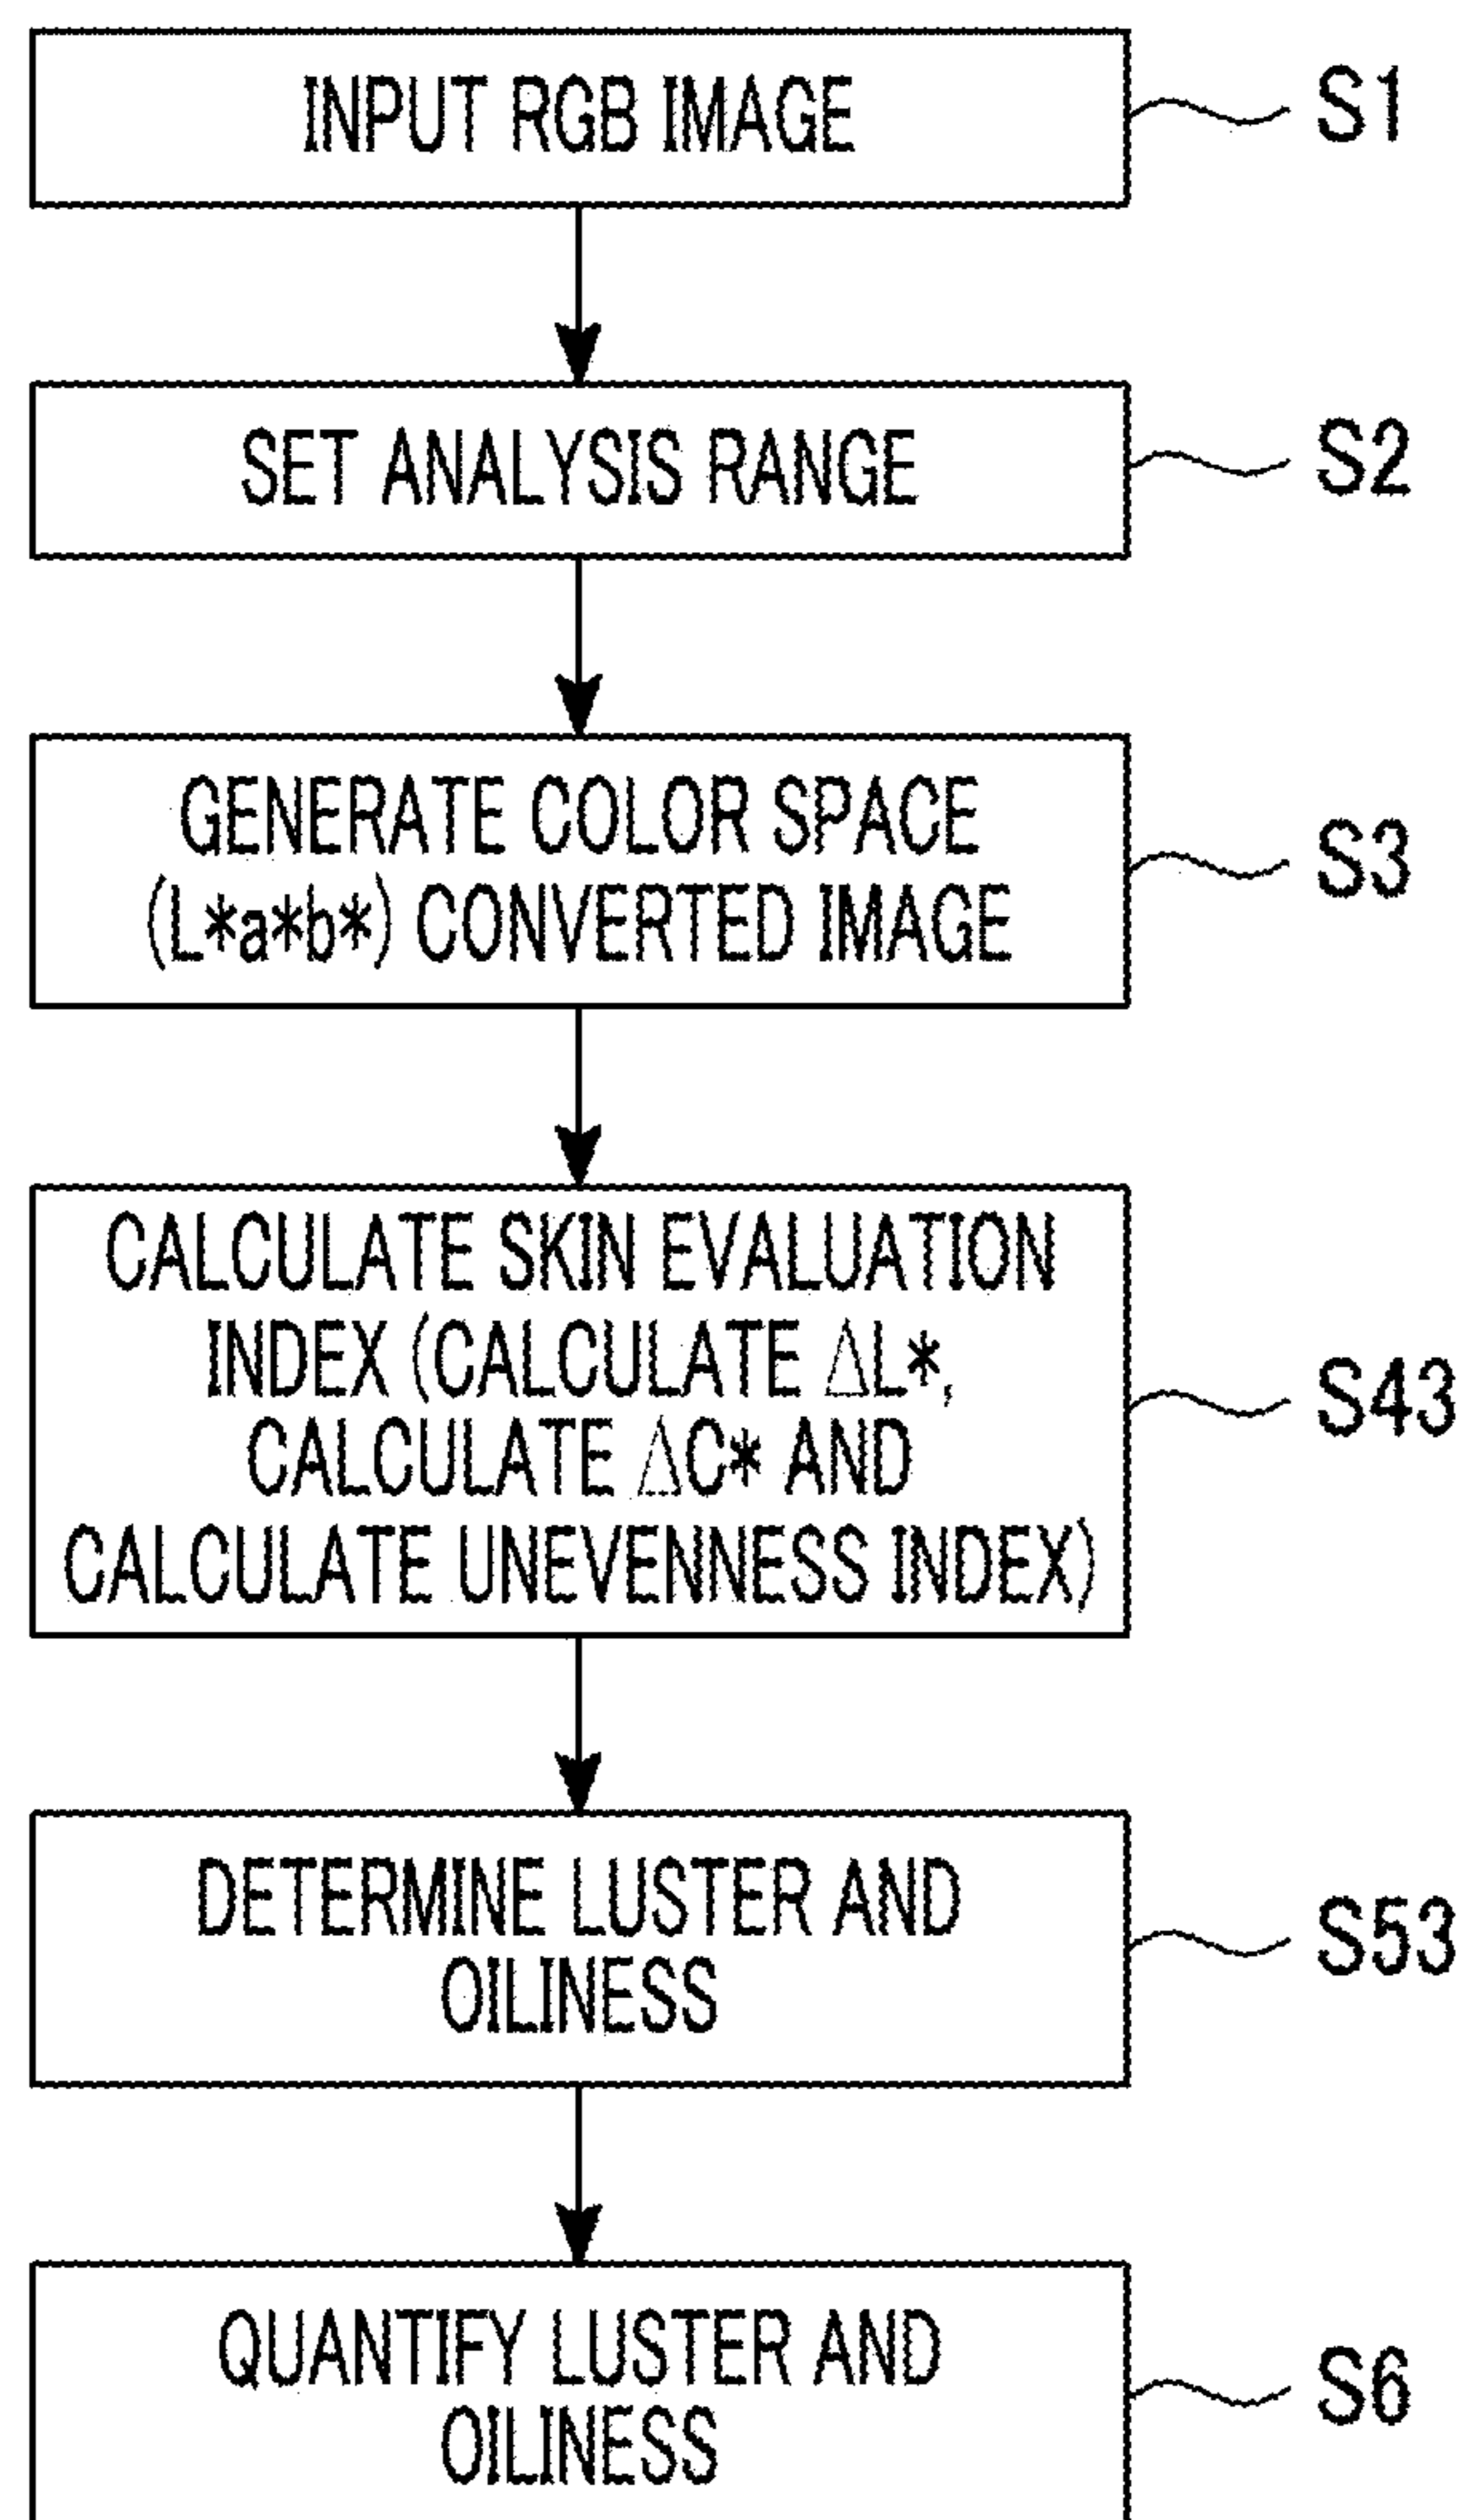 INPUT RGB IMAGE
S1
SET ANALYSIS RANGE
S2
GENERATE COLOR SPACE
(L*a*b*) CONVERTED IMAGE
S3
CALCULATE SKIN EVALUATION
INDEX (CALCULATE ΔL*,
CALCULATE ΔC* AND
CALCULATE UNEVENNESS INDEX)
S43
DETERMINE LUSTER AND
OILINESS
S53
QUANTIFY LUSTER AND
OILINESS
S6